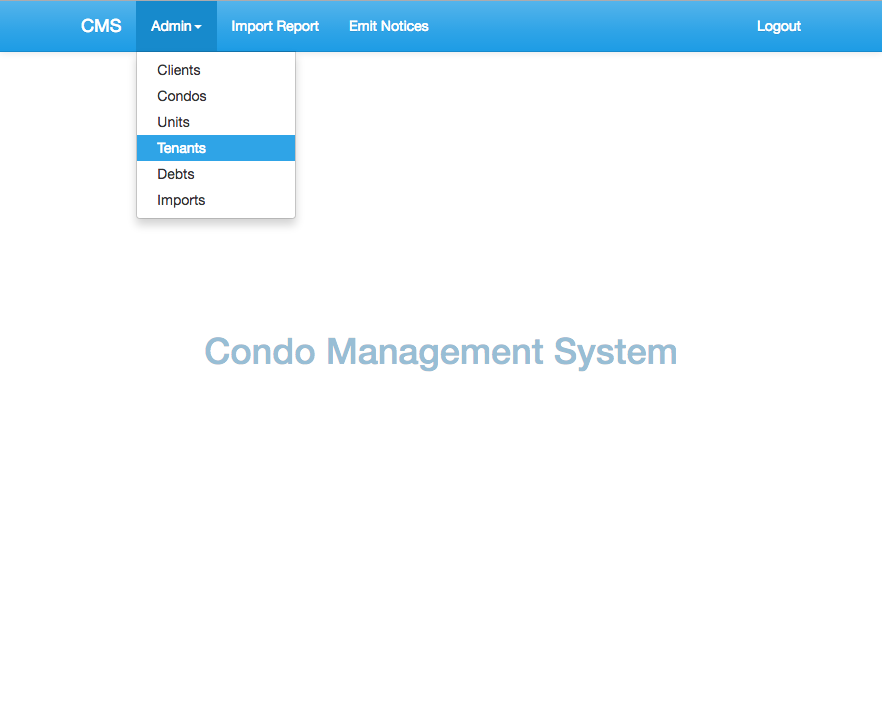 CMS Admin Import Report Emit Notices Logout
Clients
Condos
Units
Tenants
Debts
Imports
Condo Management System